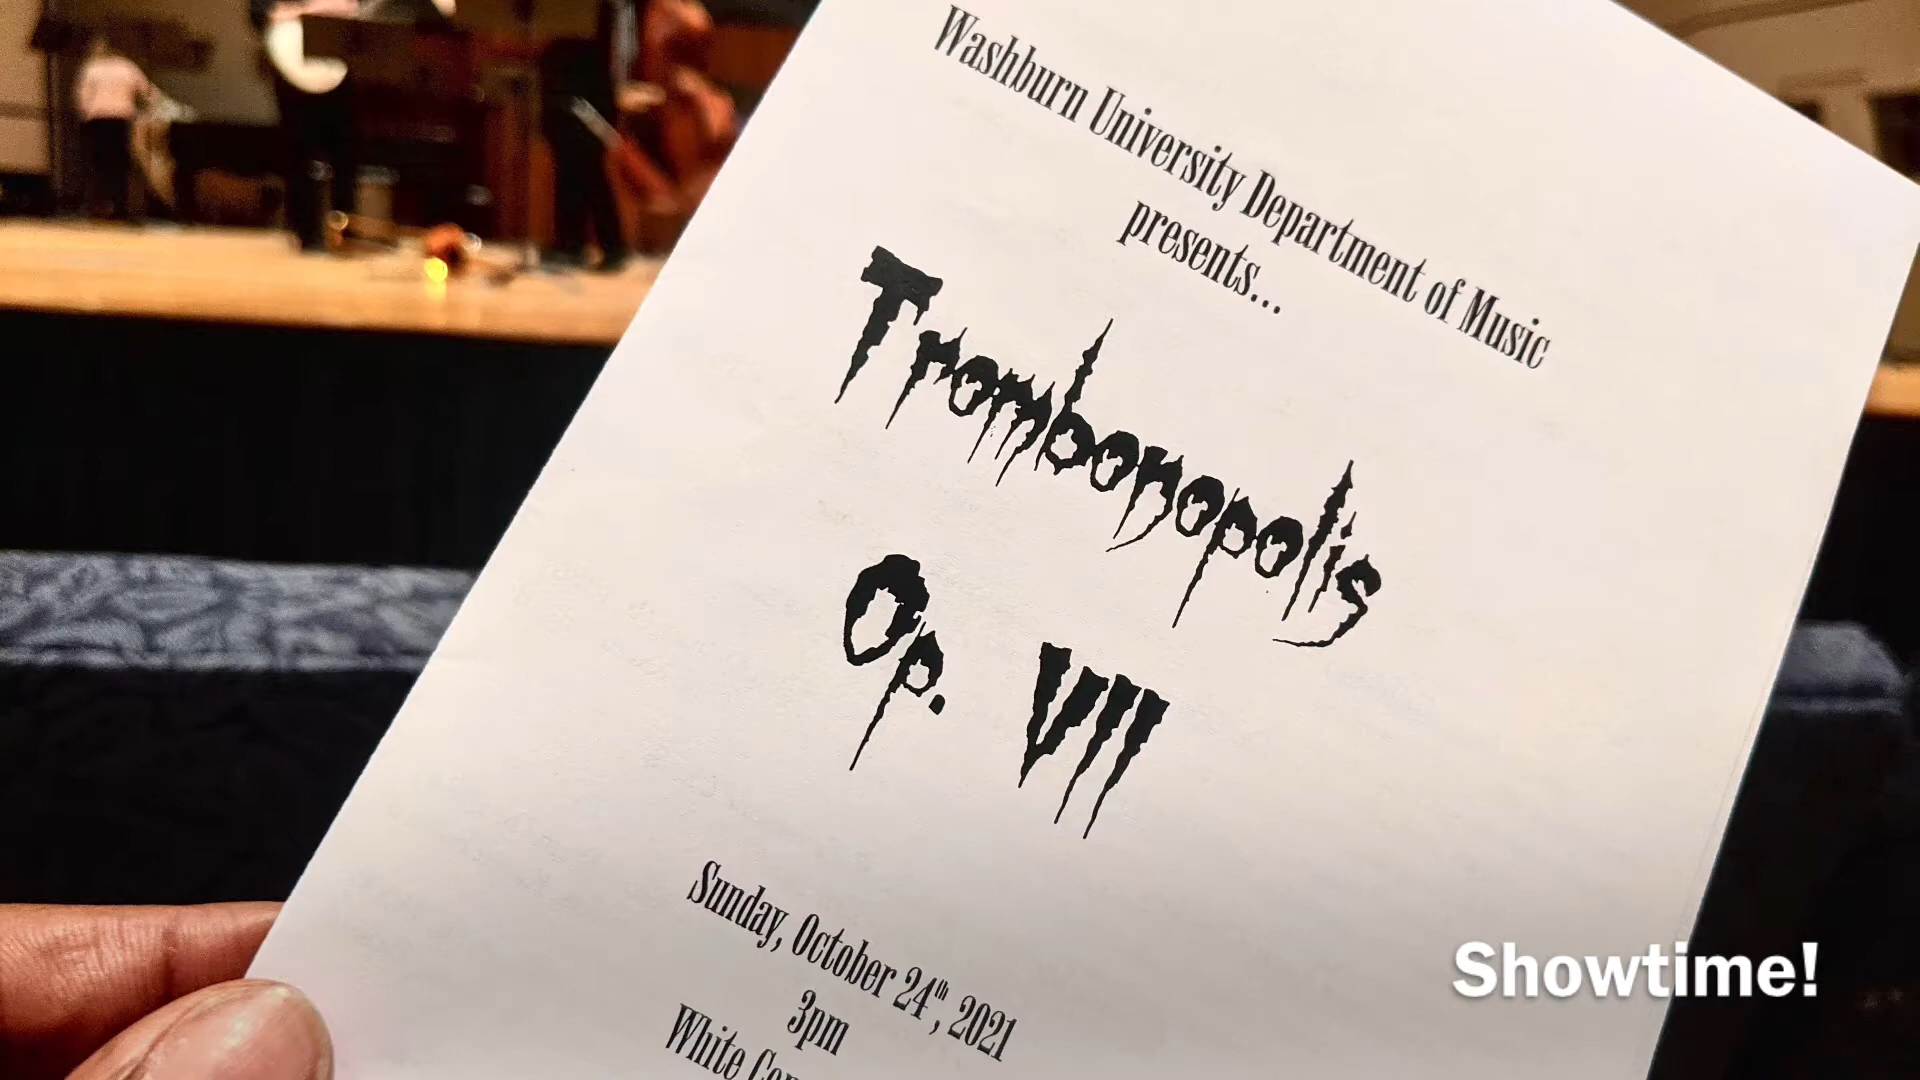 Washburn University Department of Music
presents...
Trombonopolis
Op. VII
Sunday, October 24th, 2021
3pm
White
Showtime!